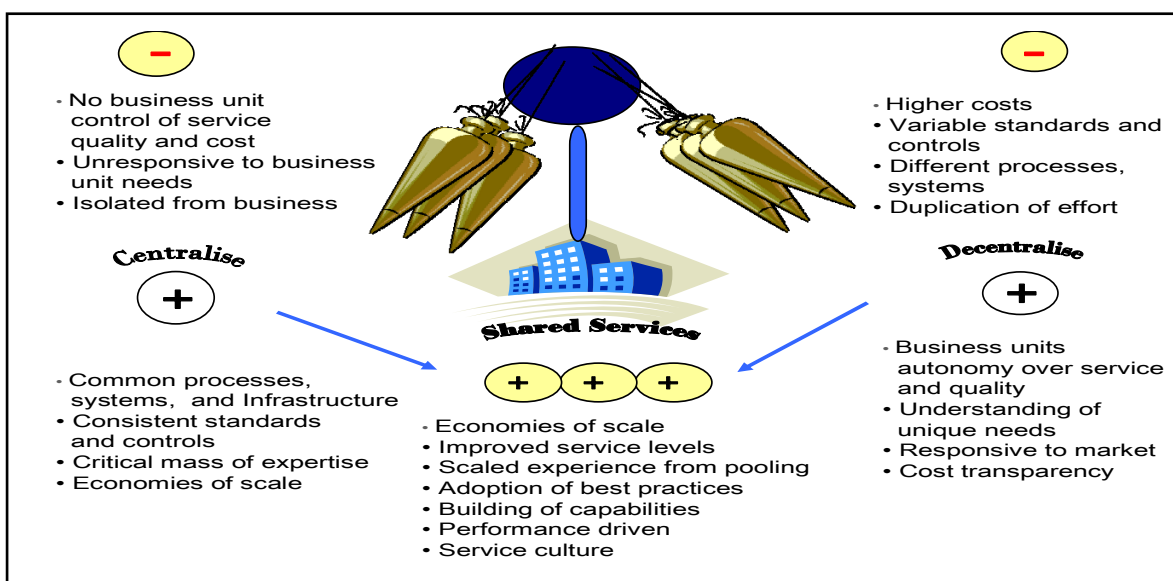 −
• No business unit
control of service
quality and cost
• Unresponsive to business
unit needs
• Isolated from business
Centralise
+
• Common processes,
systems, and Infrastructure
• Consistent standards
and controls
• Critical mass of expertise
• Economies of scale
Shared Services
+ + +
• Economies of scale
• Improved service levels
• Scaled experience from pooling
• Adoption of best practices
• Building of capabilities
• Performance driven
• Service culture
−
• Higher costs
• Variable standards and
controls
• Different processes,
systems
• Duplication of effort
Decentralise
+
• Business units
autonomy over service
and quality
• Understanding of
unique needs
• Responsive to market
• Cost transparency